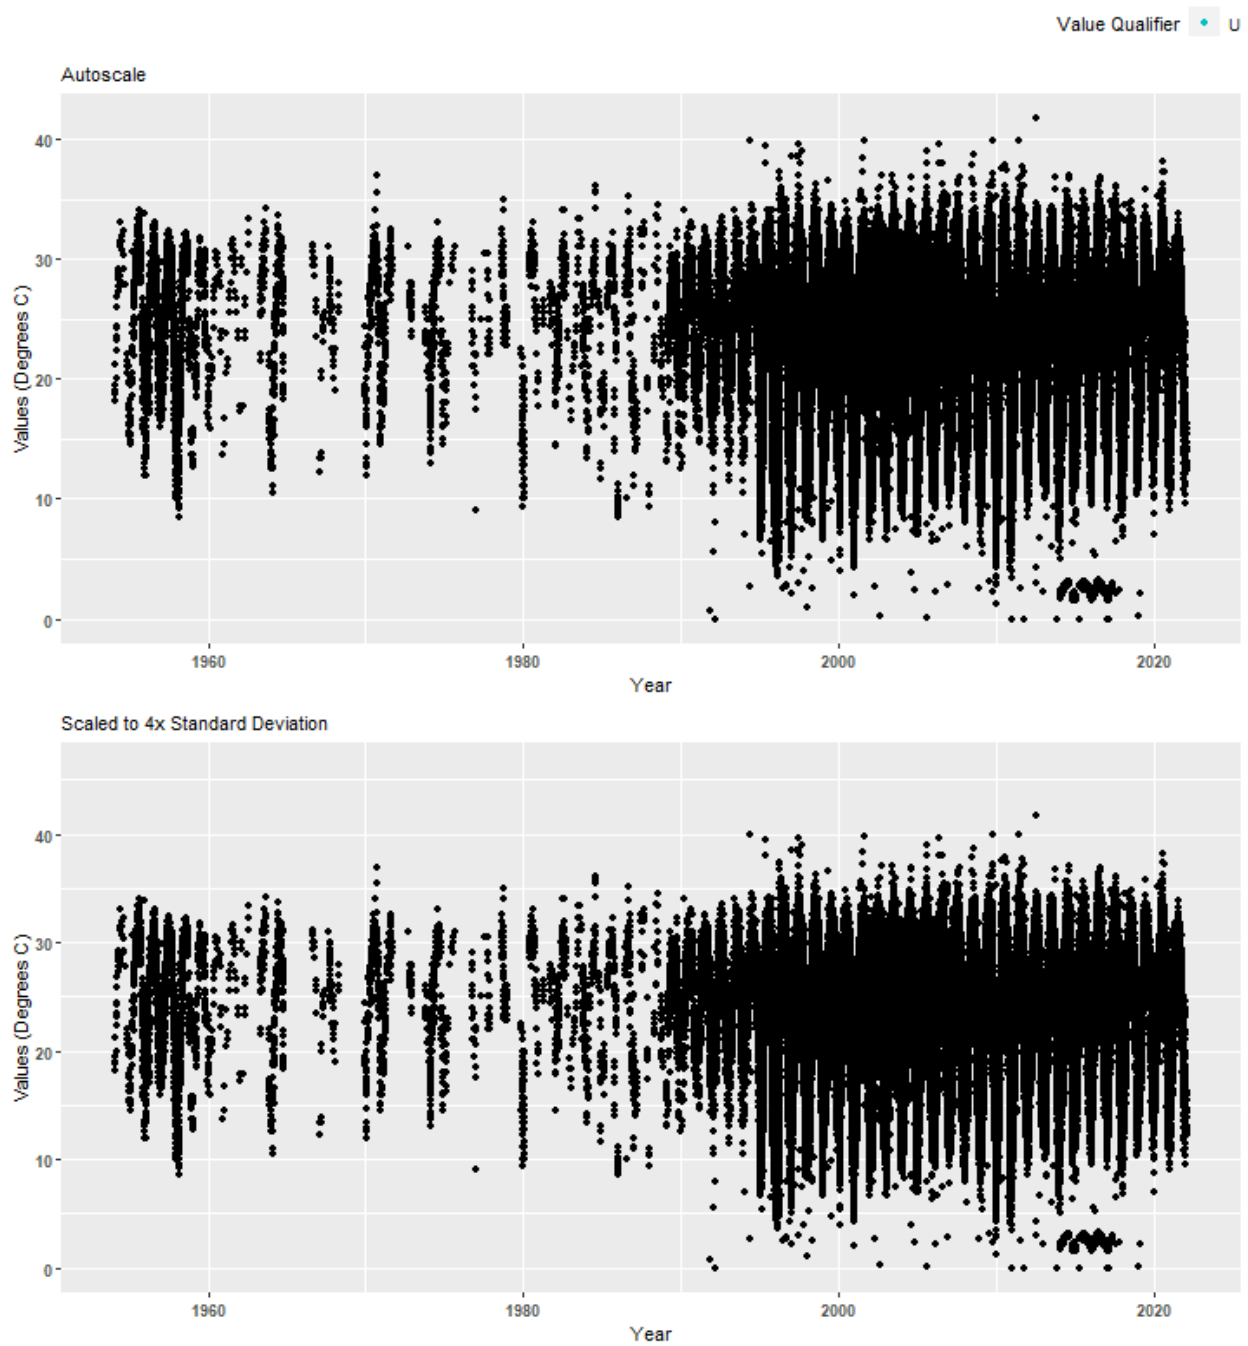 Value Qualifier U
Autoscale
Values (Degrees C)
40
30
20
10
0
1960 1980 2000 2020
Year
Scaled to 4x Standard Deviation
Values (Degrees C)
40
30
20
10
0
1960 1980 2000 2020
Year